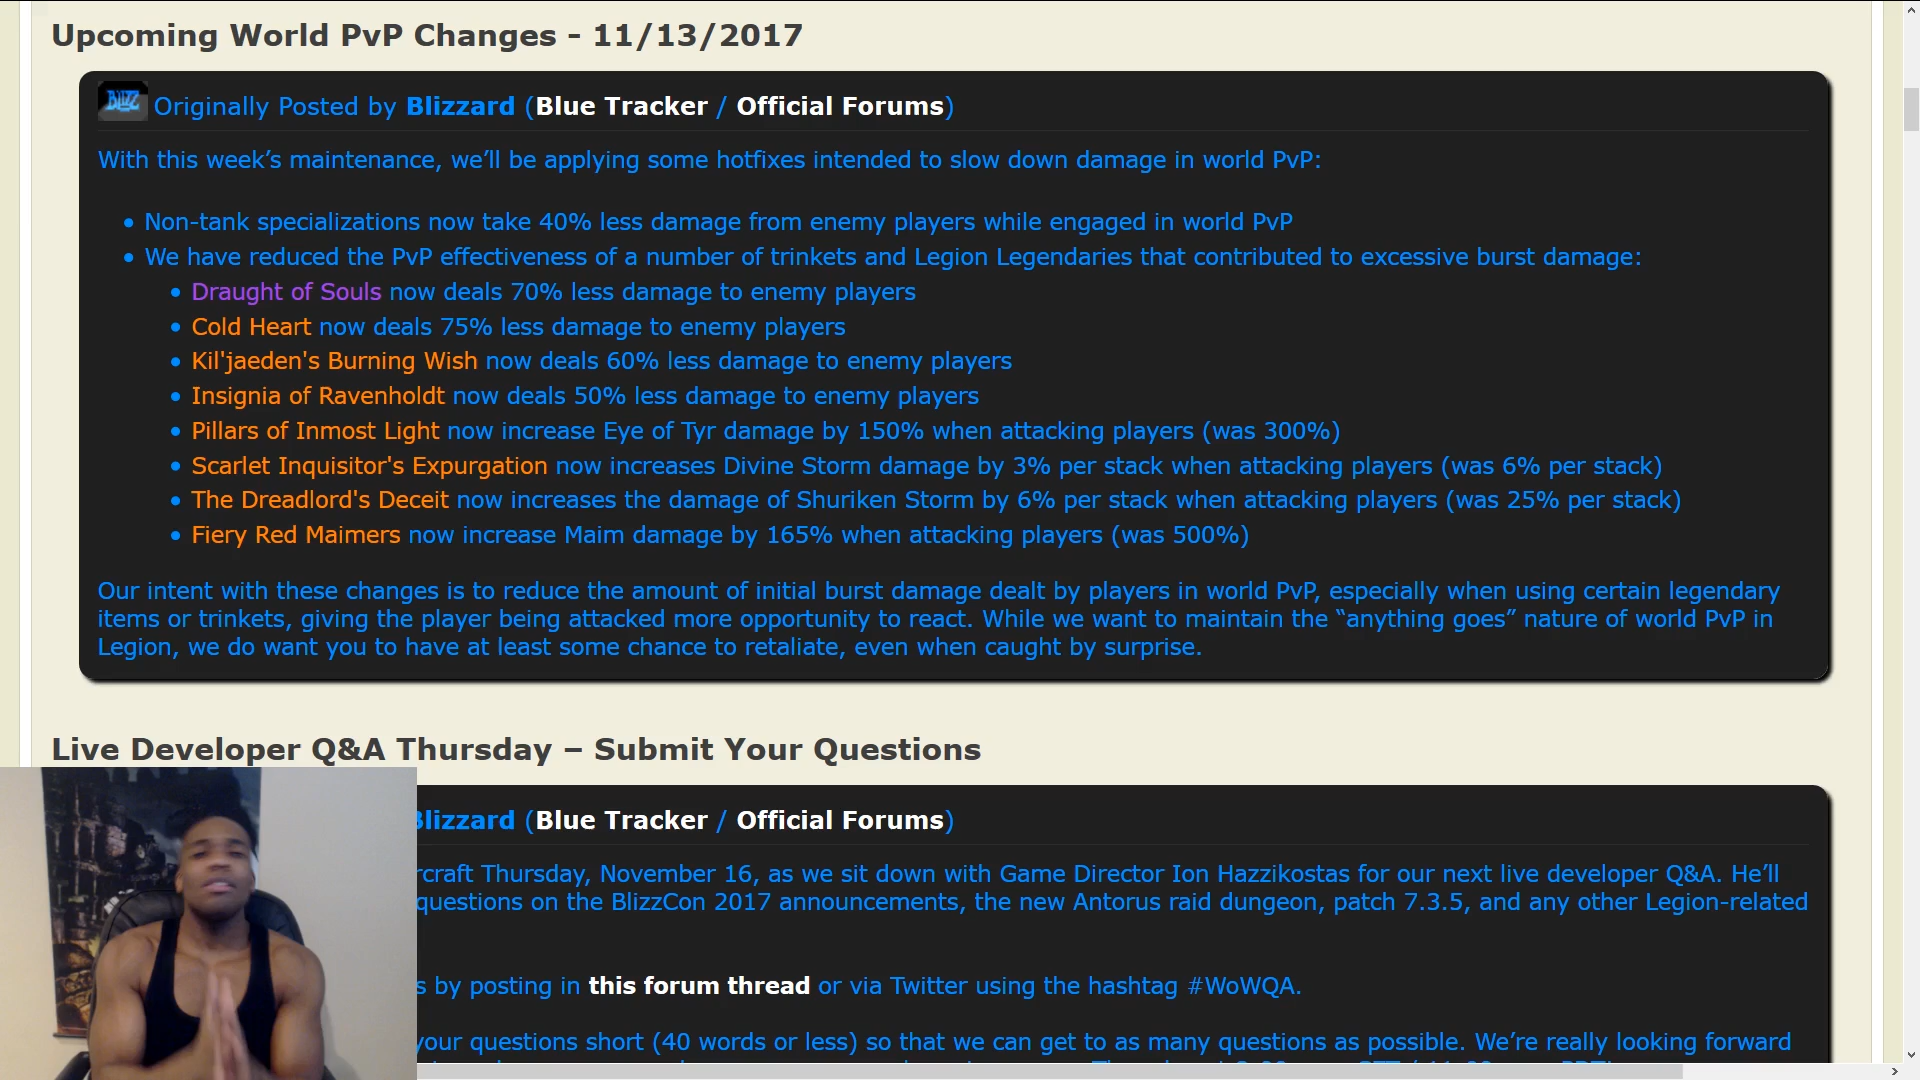 Upcoming World PvP Changes - 11/13/2017
BLIZZ Originally Posted by Blizzard (Blue Tracker / Official Forums)
With this week’s maintenance, we’ll be applying some hotfixes intended to slow down damage in world PvP:
Non-tank specializations now take 40% less damage from enemy players while engaged in world PvP
We have reduced the PvP effectiveness of a number of trinkets and Legion Legendaries that contributed to excessive burst damage:
Draught of Souls now deals 70% less damage to enemy players
Cold Heart now deals 75% less damage to enemy players
Kil'jaeden's Burning Wish now deals 60% less damage to enemy players
Insignia of Ravenholdt now deals 50% less damage to enemy players
Pillars of Inmost Light now increase Eye of Tyr damage by 150% when attacking players (was 300%)
Scarlet Inquisitor's Expurgation now increases Divine Storm damage by 3% per stack when attacking players (was 6% per stack)
The Dreadlord's Deceit now increases the damage of Shuriken Storm by 6% per stack when attacking players (was 25% per stack)
Fiery Red Maimers now increase Maim damage by 165% when attacking players (was 500%)
Our intent with these changes is to reduce the amount of initial burst damage dealt by players in world PvP, especially when using certain legendary
items or trinkets, giving the player being attacked more opportunity to react. While we want to maintain the “anything goes” nature of world PvP in
Legion, we do want you to have at least some chance to retaliate, even when caught by surprise.
Live Developer Q&A Thursday – Submit Your Questions
Blizzard (Blue Tracker / Official Forums)
rcraft Thursday, November 16, as we sit down with Game Director Ion Hazzikostas for our next live developer Q&A. He’ll
questions on the BlizzCon 2017 announcements, the new Antorus raid dungeon, patch 7.3.5, and any other Legion-related
s by posting in this forum thread or via Twitter using the hashtag #WoWQA.
your questions short (40 words or less) so that we can get to as many questions as possible. We’re really looking forward